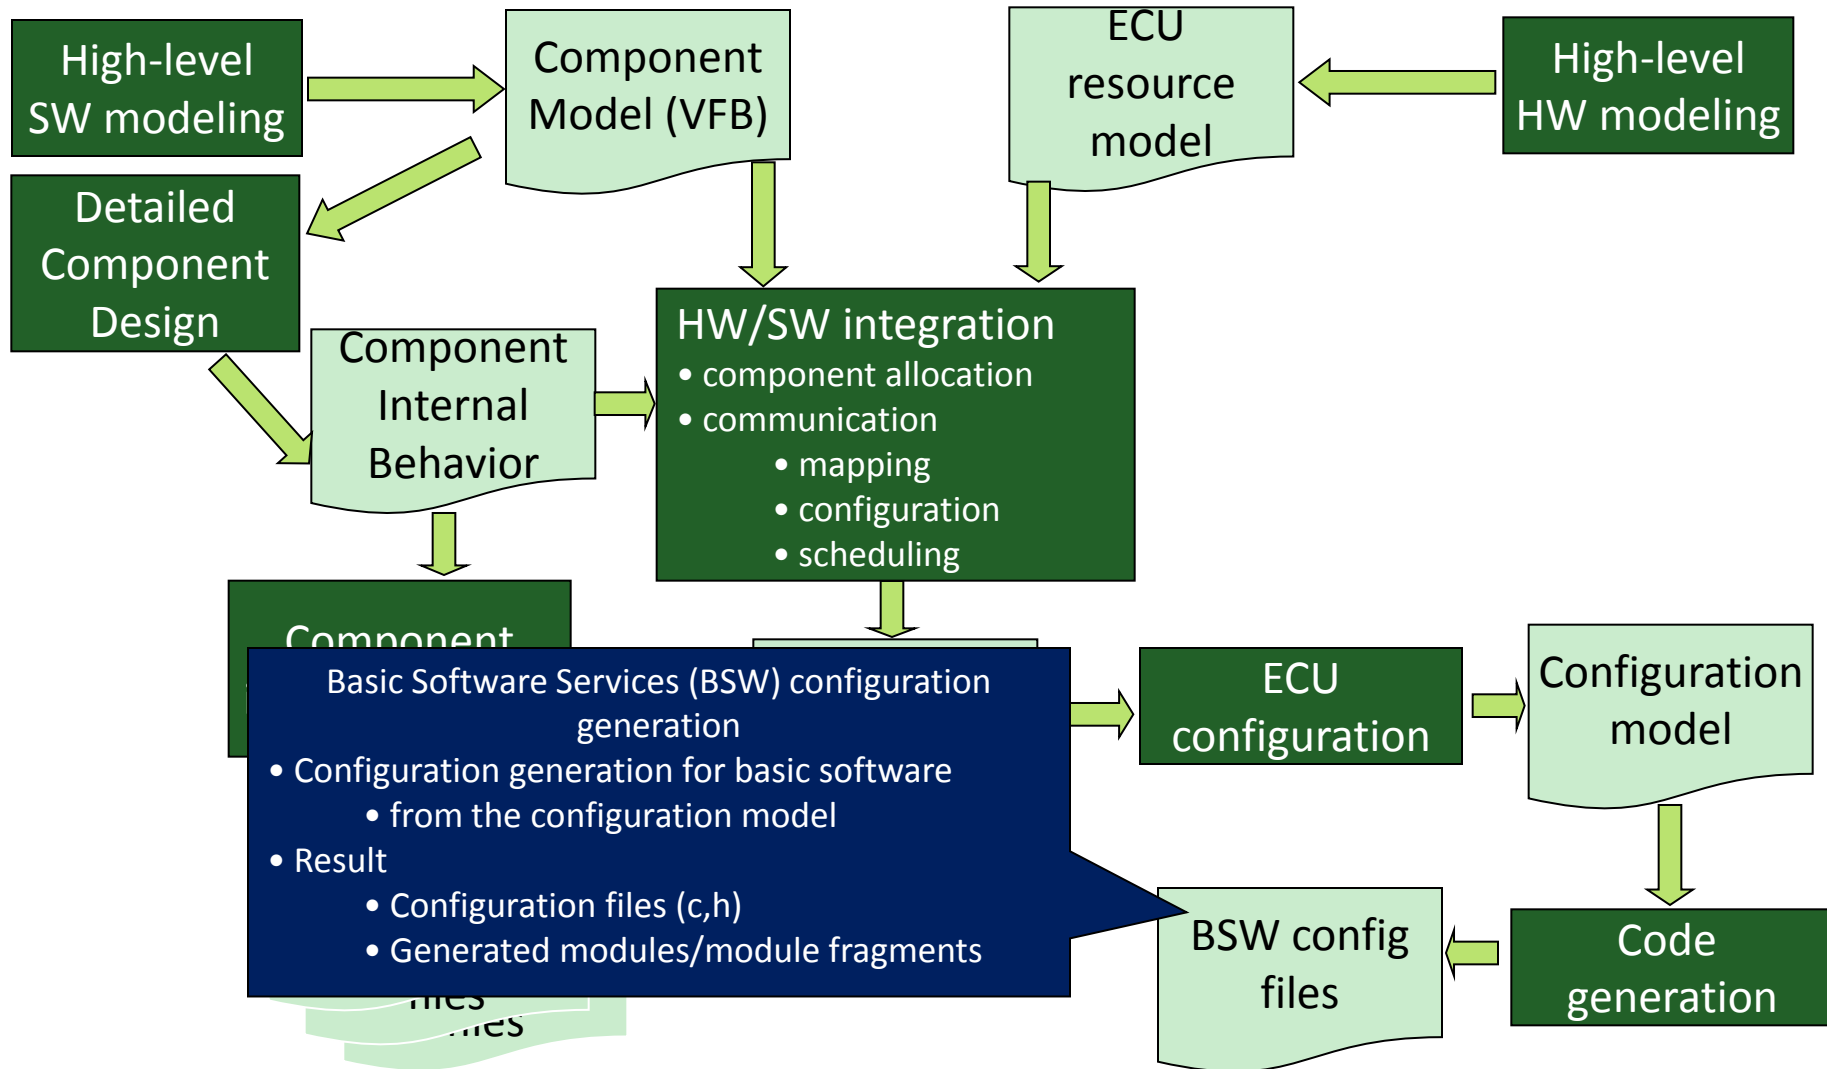 High-level
SW modeling
Component
Model (VFB)
ECU
resource
model
High-level
HW modeling
Detailed
Component
Design
Component
Internal
Behavior
HW/SW integration
• component allocation
• communication
• mapping
• configuration
• scheduling
Component
Basic Software Services (BSW) configuration
generation
• Configuration generation for basic software
• from the configuration model
• Result
• Configuration files (c,h)
• Generated modules/module fragments
ECU
configuration
Configuration
model
BSW config
files
Code
generation
files
files